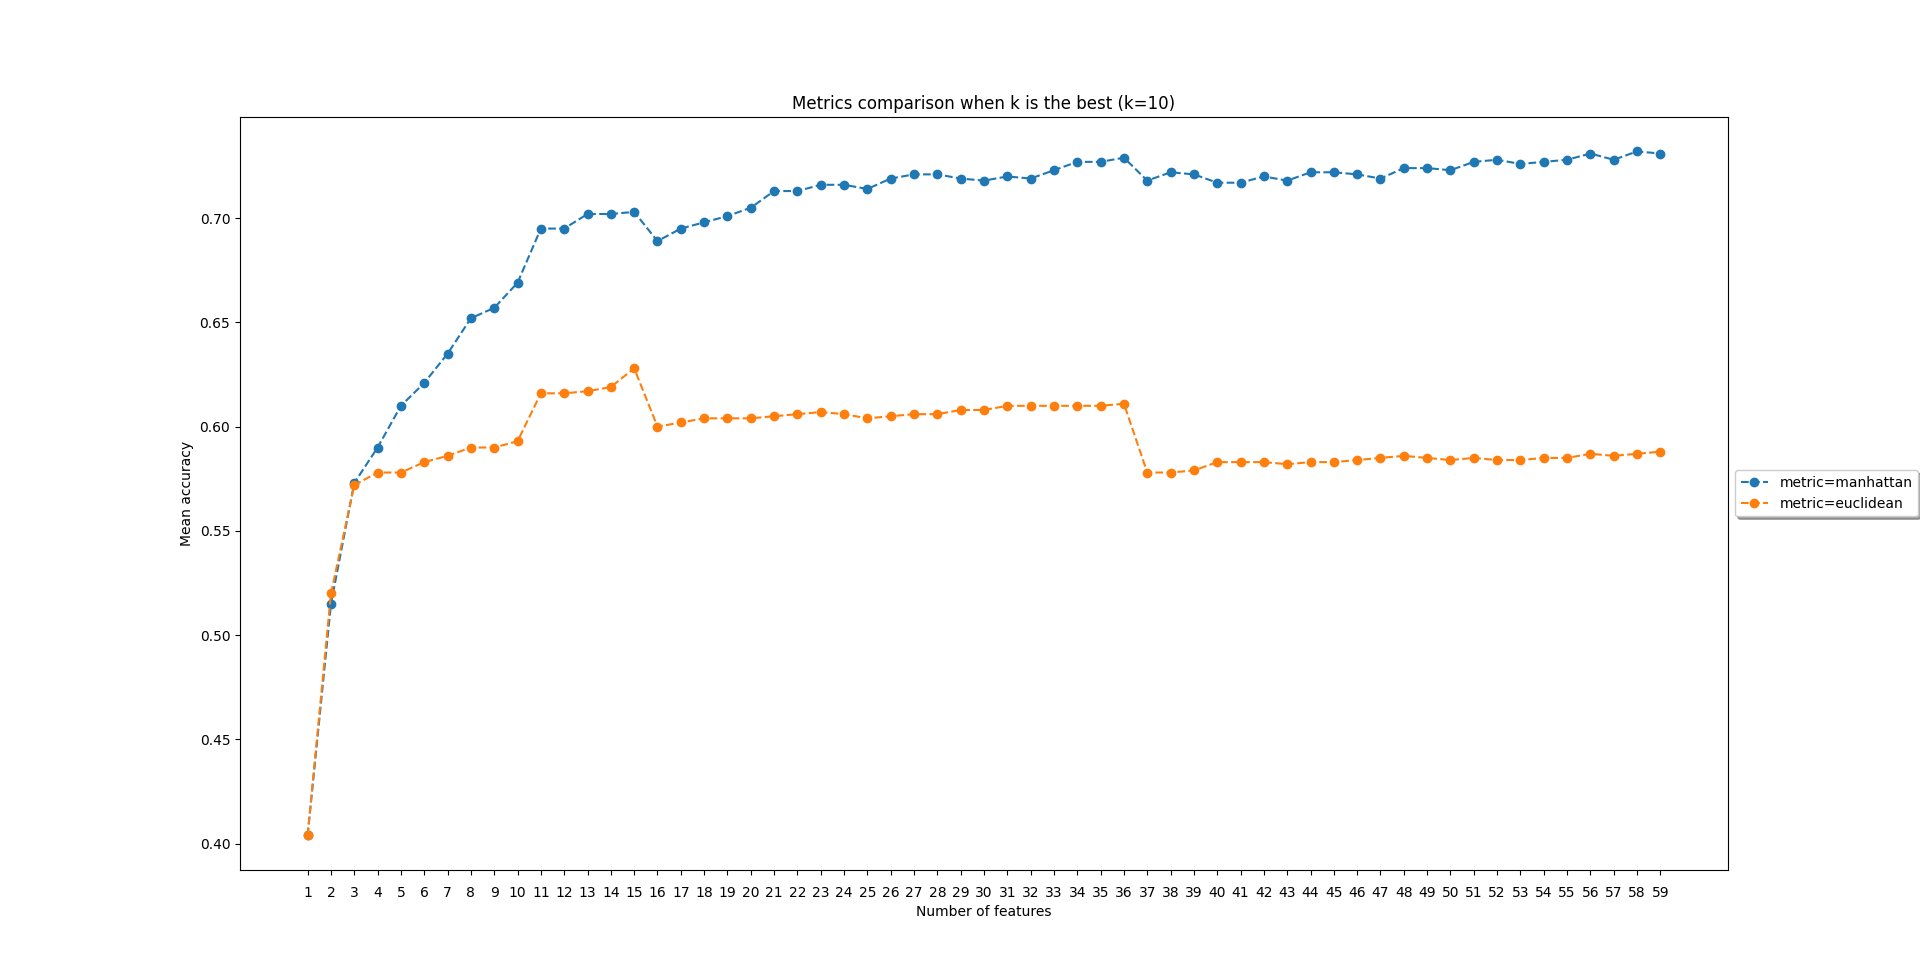 Metrics comparison when k is the best (k=10)
0.70
0.65
0.60
0.55
0.50
0.45
0.40
Mean accuracy
metric=manhattan
metric=euclidean
1 2 3 4 5 6 7 8 9 10 11 12 13 14 15 16 17 18 19 20 21 22 23 24 25 26 27 28 29 30 31 32 33 34 35 36 37 38 39 40 41 42 43 44 45 46 47 48 49 50 51 52 53 54 55 56 57 58 59
Number of features